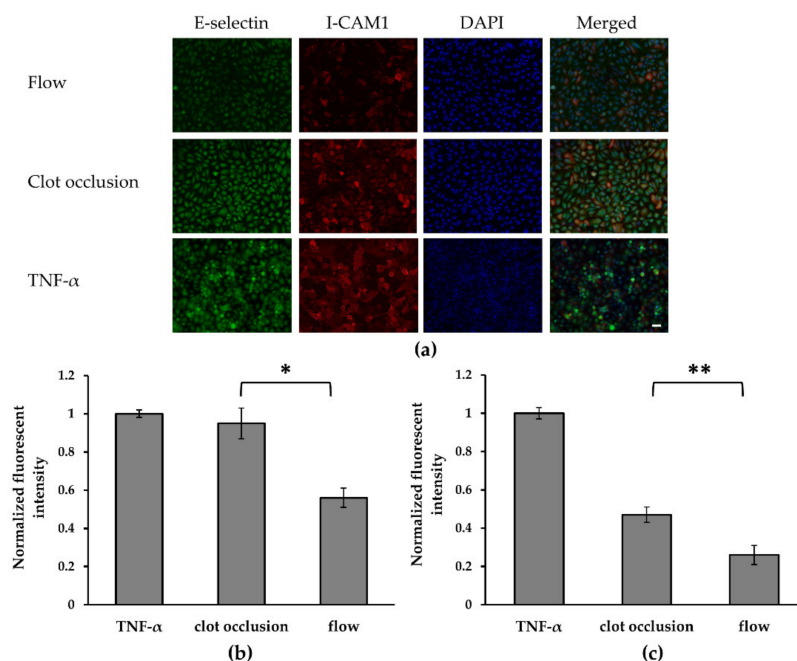 E-selectin I-CAM1 DAPI Merged
Flow
Clot occlusion
TNF-α
(a)
1.2
1
0.8
0.6
0.4
0.2
0
Normalized fluorescent
intensity
*
TNF-α clot occlusion flow
(b)
1.2
1
0.8
0.6
0.4
0.2
0
Normalized fluorescent
intensity
**
TNF-α clot occlusion flow
(c)